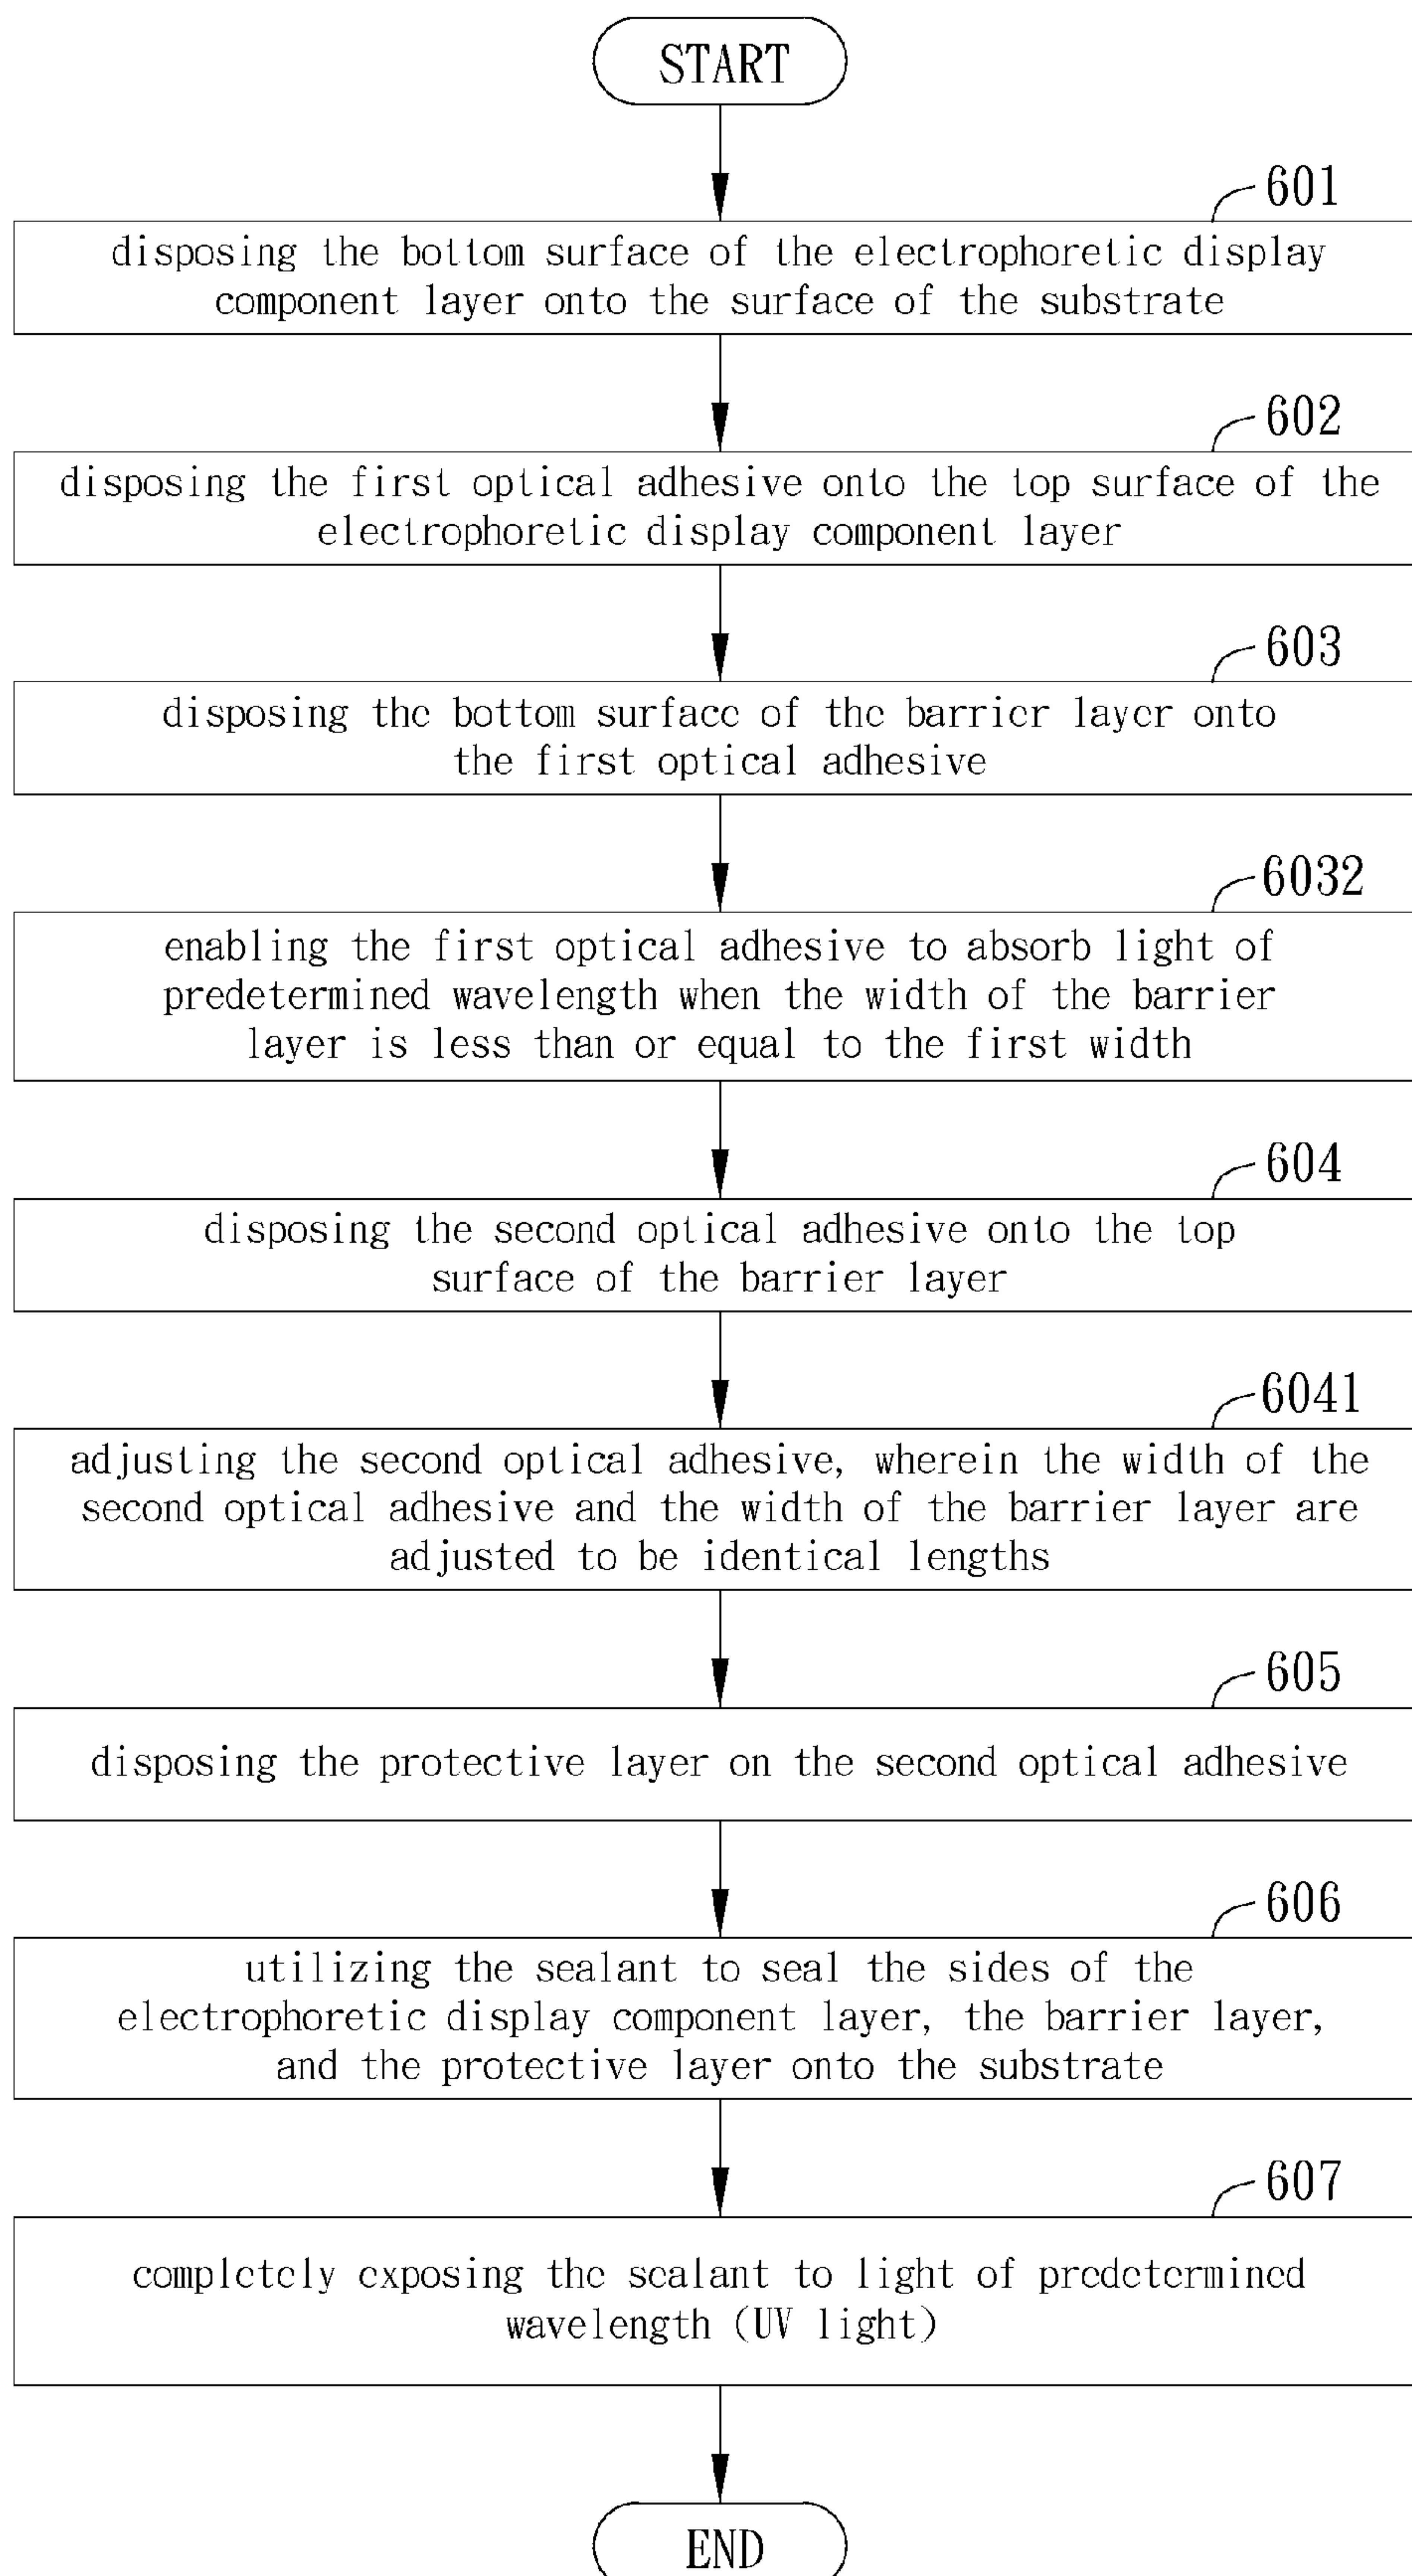 START
601
disposing the bottom surface of the electrophoretic display
component layer onto the surface of the substrate
602
disposing the first optical adhesive onto the top surface of the
electrophoretic display component layer
603
disposing the bottom surface of the barrier layer onto
the first optical adhesive
6032
enabling the first optical adhesive to absorb light of
predetermined wavelength when the width of the barrier
layer is less than or equal to the first width
604
disposing the second optical adhesive onto the top
surface of the barrier layer
6041
adjusting the second optical adhesive, wherein the width of the
second optical adhesive and the width of the barrier layer are
adjusted to be identical lengths
605
disposing the protective layer on the second optical adhesive
606
utilizing the sealant to seal the sides of the
electrophoretic display component layer, the barrier layer,
and the protective layer onto the substrate
607
completely exposing the sealant to light of predetermined
wavelength (UV light)
END